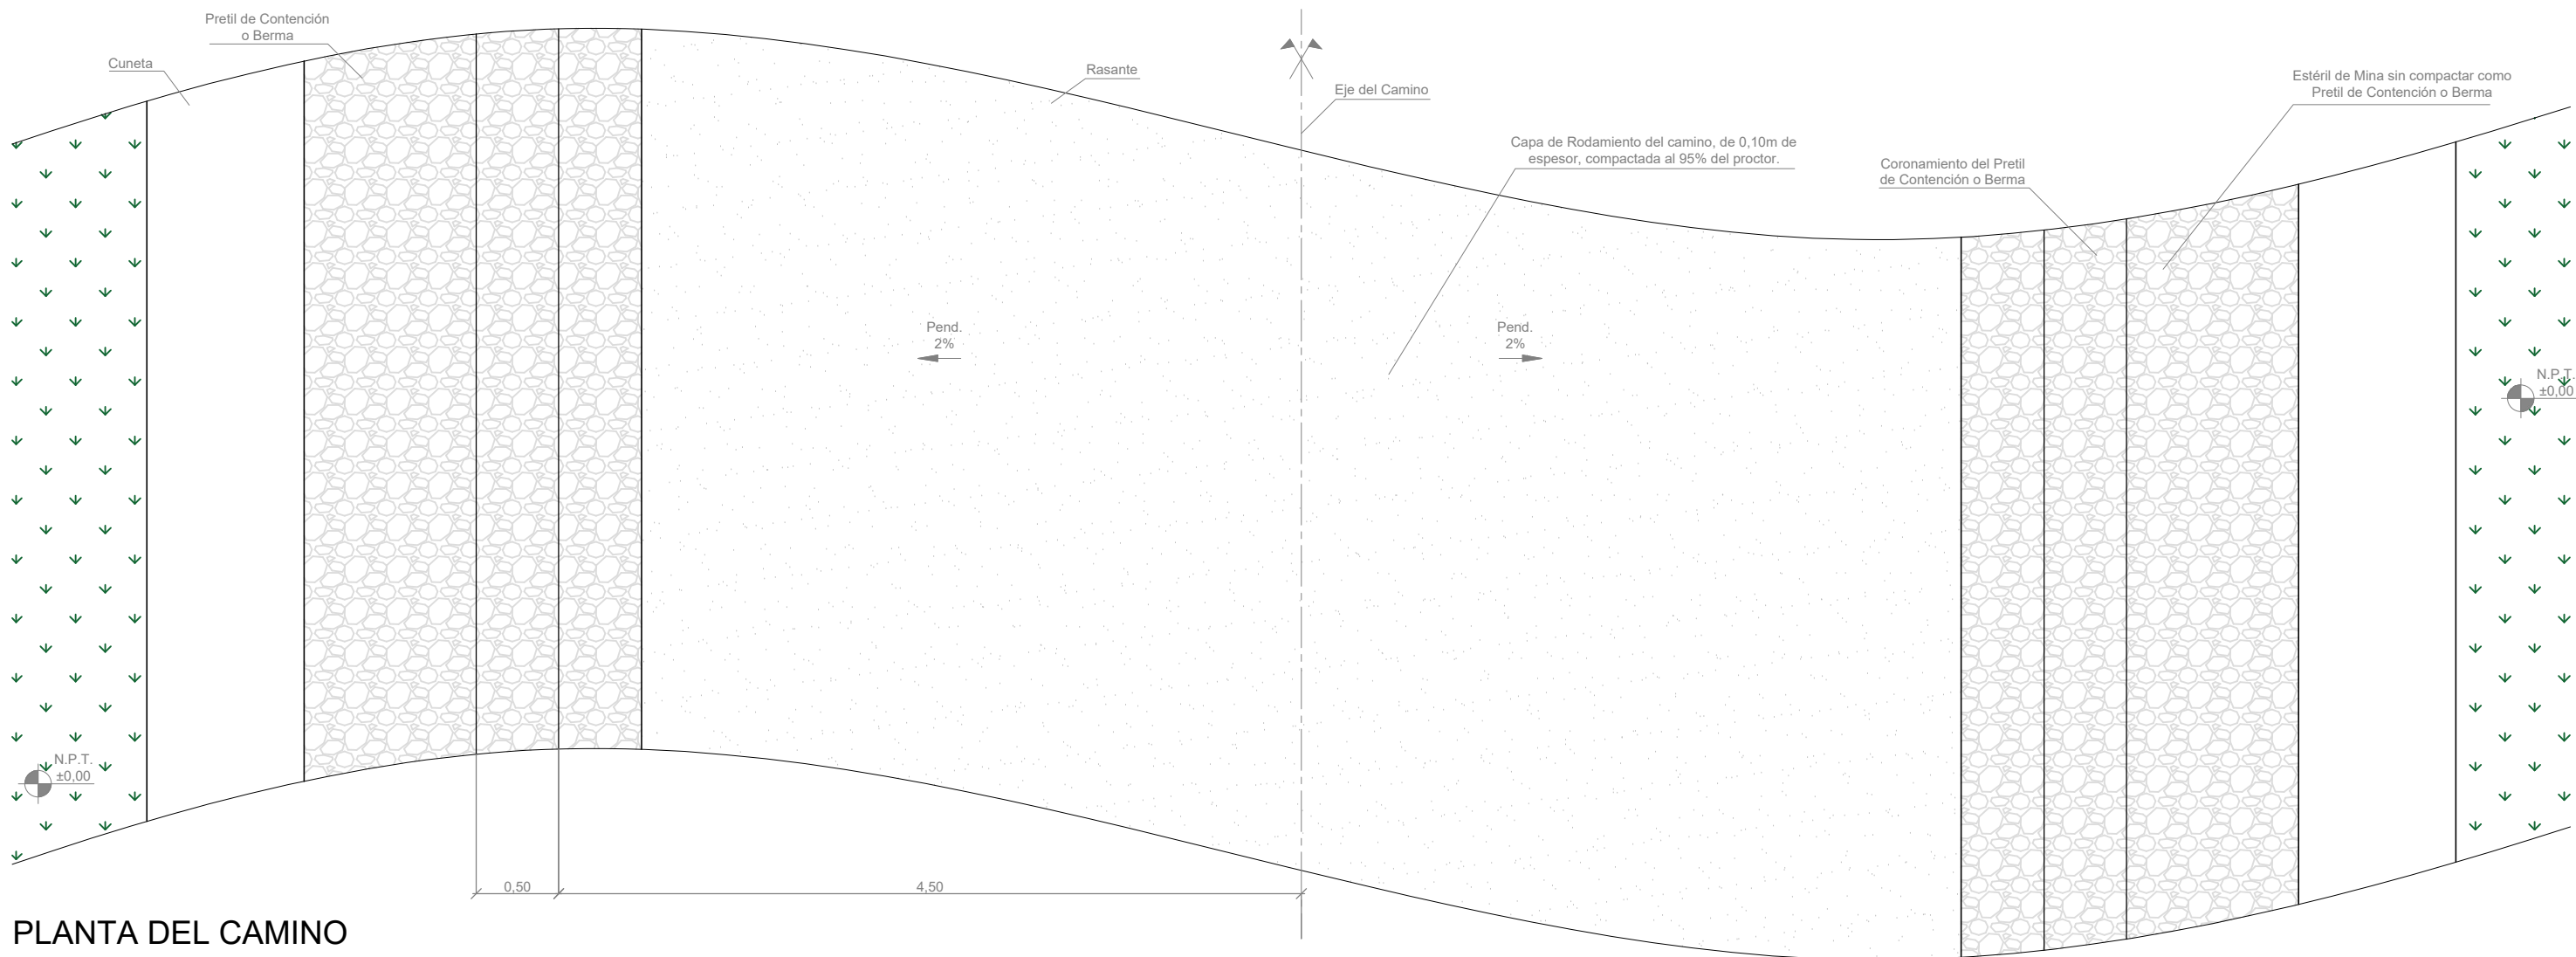 Pretil de Contención
o Berma
Cuneta
Rasante
Eje del Camino
Estéril de Mina sin compactar como
Pretil de Contención o Berma
Capa de Rodamiento del camino, de 0,10m de
espesor, compactada al 95% del proctor.
Coronamiento del Pretil
de Contención o Berma
Pend.
2%
Pend.
2%
N.P.T.
±0,00
N.P.T.
±0,00
0,50
4,50
PLANTA DEL CAMINO